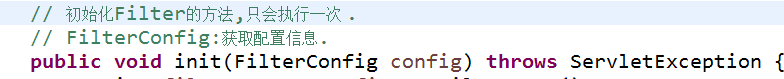 // 初始化Filter的方法,只会执行一次 .
// FilterConfig:获取配置信息.
public void init(FilterConfig config) throws ServletException {